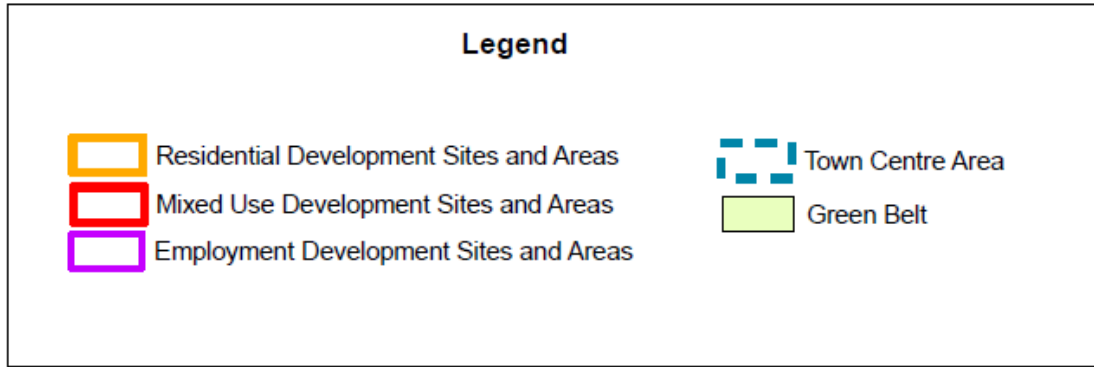 Legend
Residential Development Sites and Areas
Mixed Use Development Sites and Areas
Employment Development Sites and Areas
Town Centre Area
Green Belt